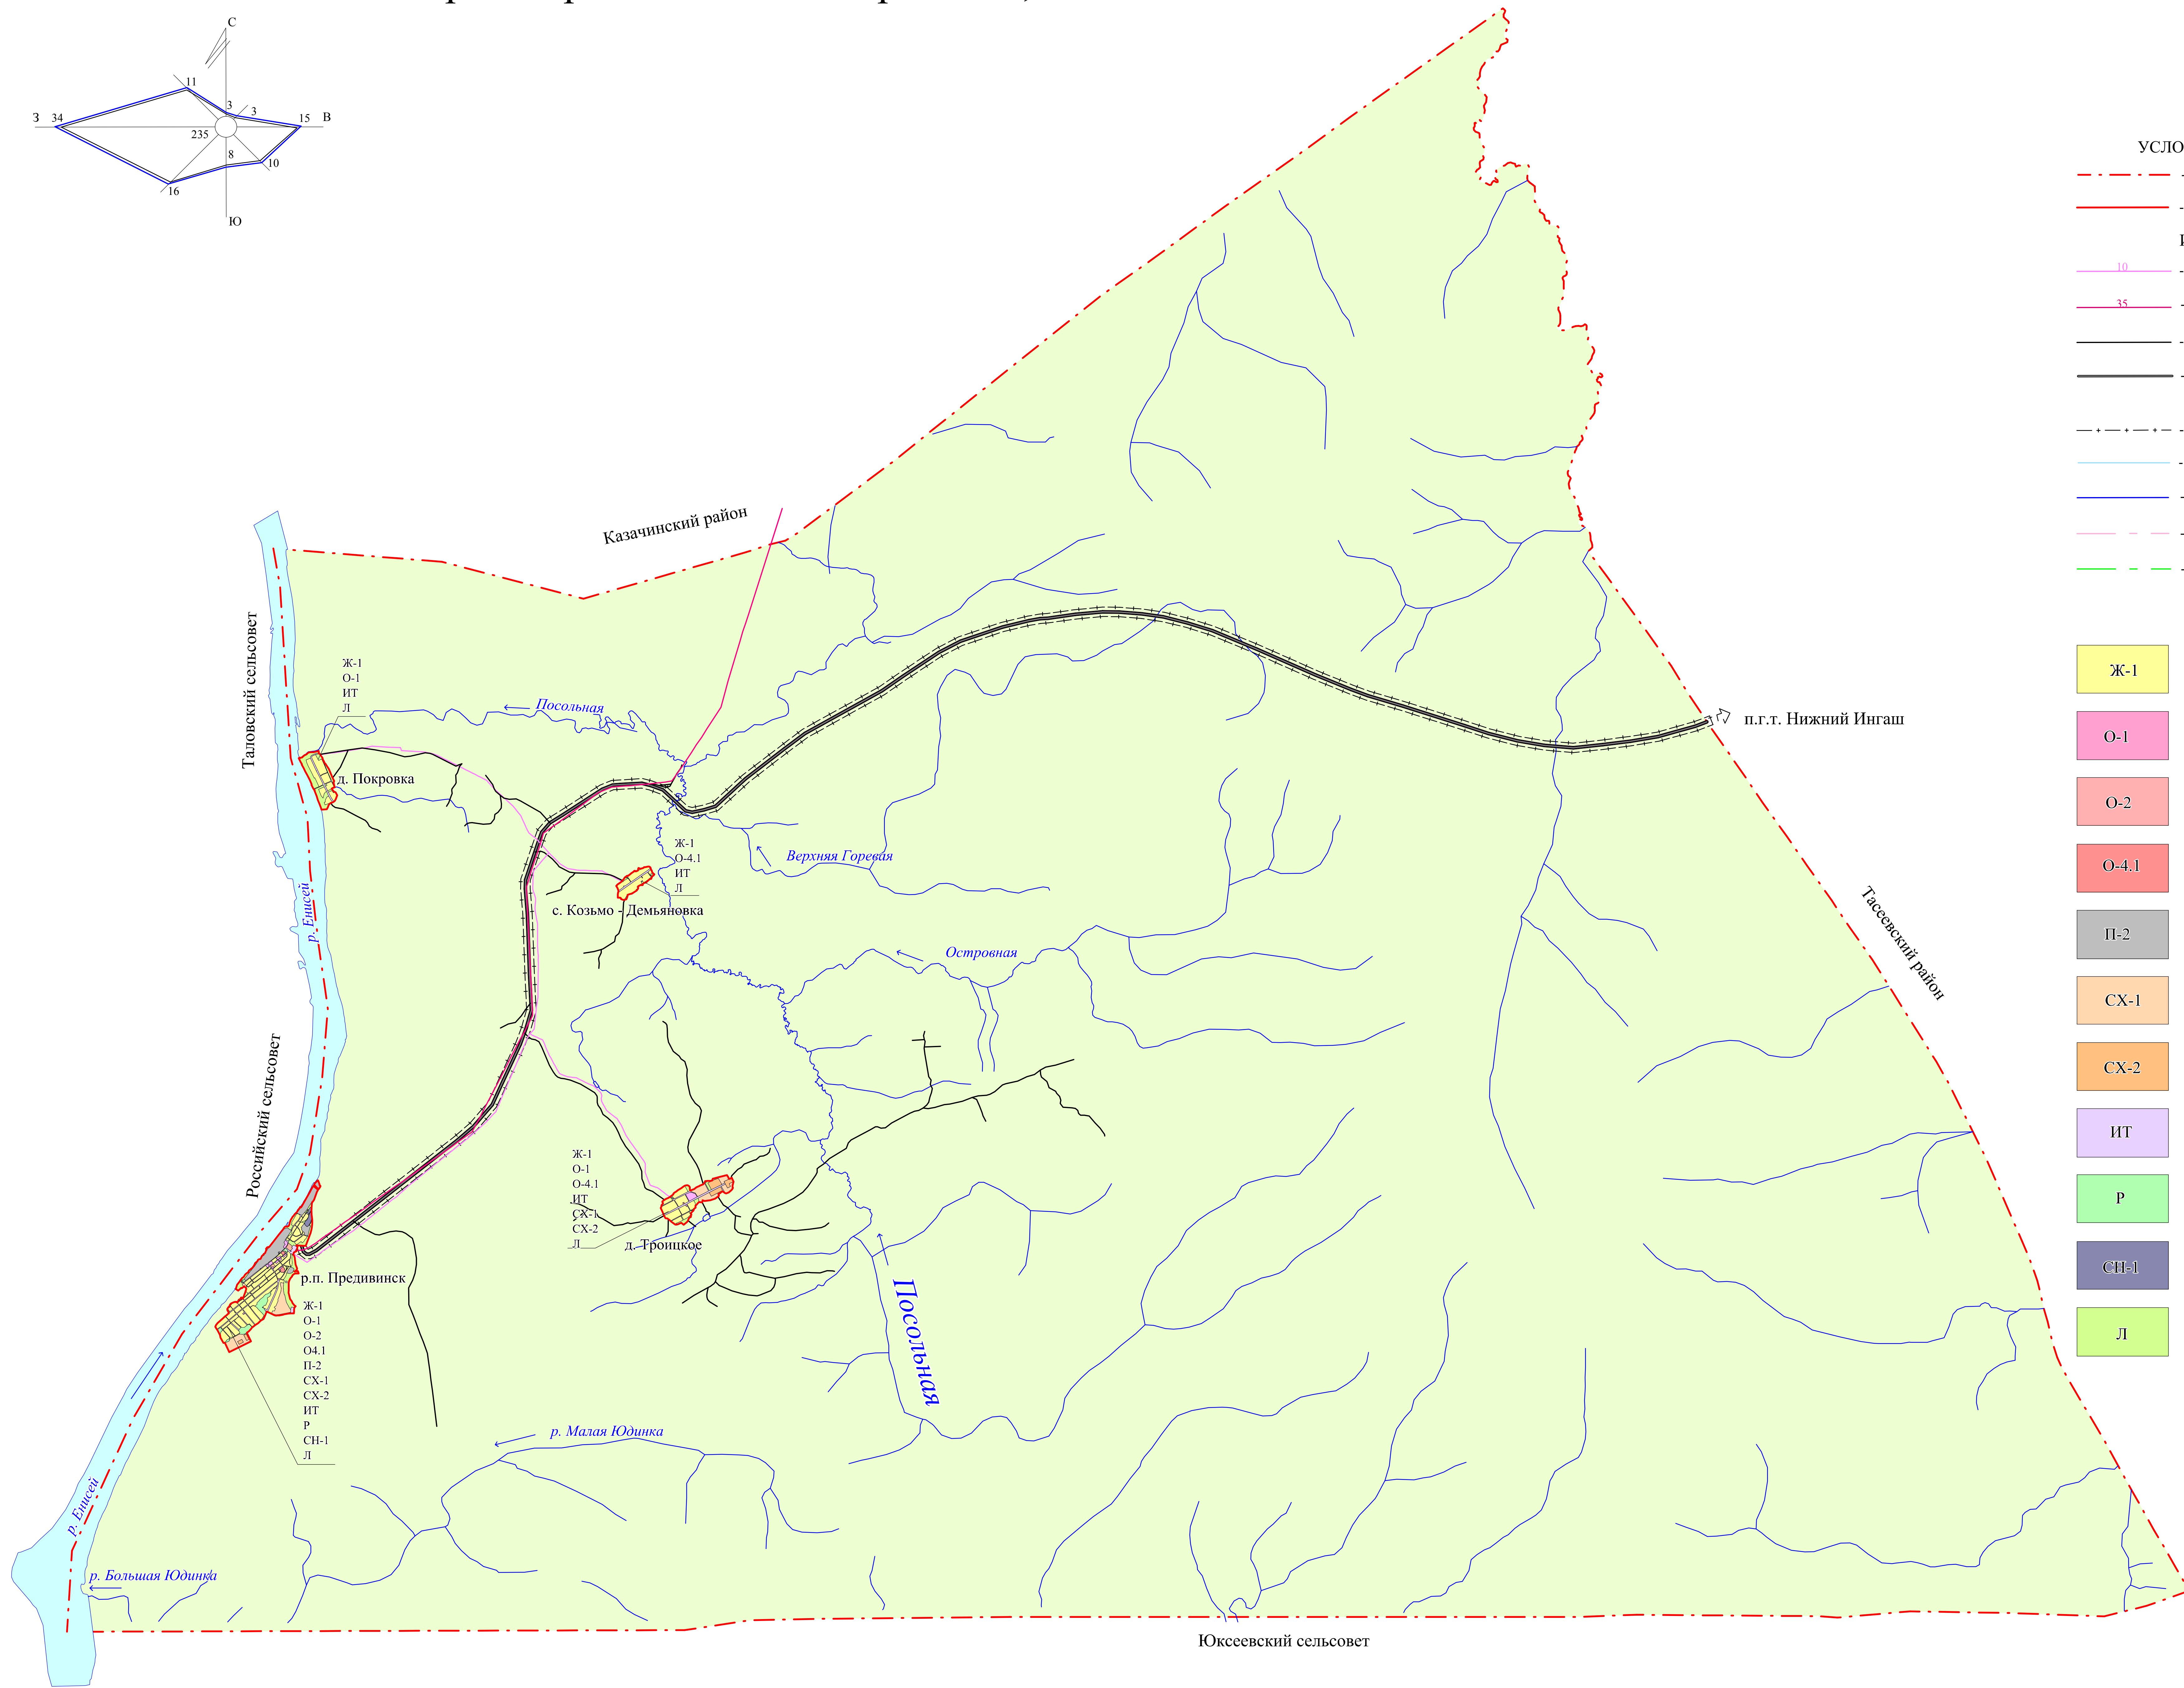 С
11
3
3
З
34
15
В
235
8
10
16
Ю
УСЛО
10
35
Казачинский район
Таловский сельсовет
Ж-1
О-1
ИТ
Л
Посольная
п.г.т. Нижний Ингаш
д. Покровка
Ж-1
О-4.1
ИТ
Л
Верхняя Горевая
р. Енисей
с. Козьмо - Демьяновка
Островная
Тасеевский район
Российский сельсовет
Ж-1
О-1
О-4.1
ИТ
СХ-1
СХ-2
Л
д. Троицкое
р.п. Предивинск
Ж-1
О-1
О-2
О4.1
П-2
СХ-1
СХ-2
ИТ
Р
СН-1
Л
Посольная
р. Малая Юдинка
р. Енисей
р. Большая Юдинка
Юксеевский сельсовет
Ж-1
О-1
О-2
О-4.1
П-2
СХ-1
СХ-2
ИТ
Р
СН-1
Л